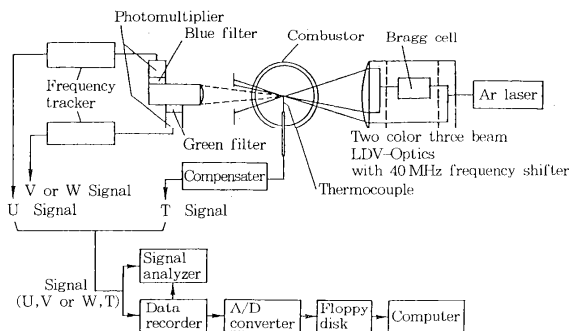 Photomultiplier
Blue filter
Combustor
Bragg cell
Frequency
tracker
Ar laser
Green filter
Two color three beam
LDV-Optics
with 40 MHz frequency shifter
V or W Signal
Compensater
Thermocouple
U Signal
T Signal
Signal
(U,V or W,T)
Signal
analyzer
Data
recorder
A/D
converter
Floppy
disk
Computer